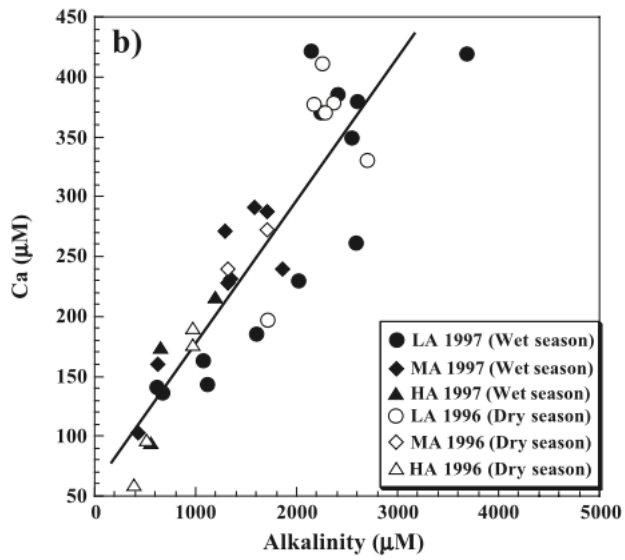 b)
450
400
350
300
250
200
150
100
50
Ca (μM)
0 1000 2000 3000 4000 5000
Alkalinity (μM)
LA 1997 (Wet season)
MA 1997 (Wet season)
HA 1997 (Wet season)
LA 1996 (Dry season)
MA 1996 (Dry season)
HA 1996 (Dry season)